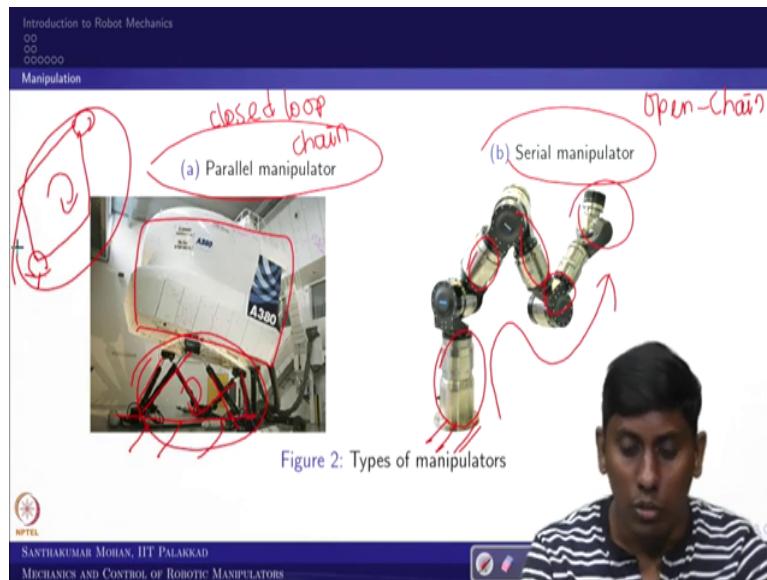 Introduction to Robot Mechanics
Manipulation
closed loop
chain
open-chain
(a) Parallel manipulator
(b) Serial manipulator
A380
A380
Figure 2: Types of manipulators
NPTEL
SANTHAKUMAR MOHAN, IIT PALAKKAD
MECHANICS AND CONTROL OF ROBOTIC MANIPULATORS